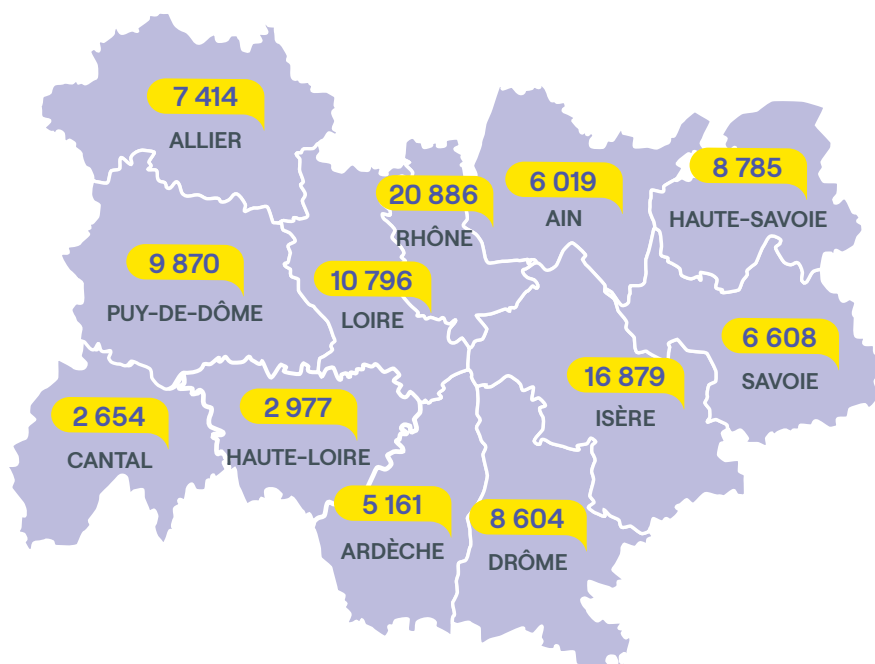 7 414
ALLIER
20 886
RHÔNE
6 019
AIN
8 785
HAUTE-SAVOIE
9 870
PUY-DE-DÔME
10 796
LOIRE
6 608
SAVOIE
16 879
ISÈRE
2 654
CANTAL
2 977
HAUTE-LOIRE
5 161
ARDÈCHE
8 604
DRÔME